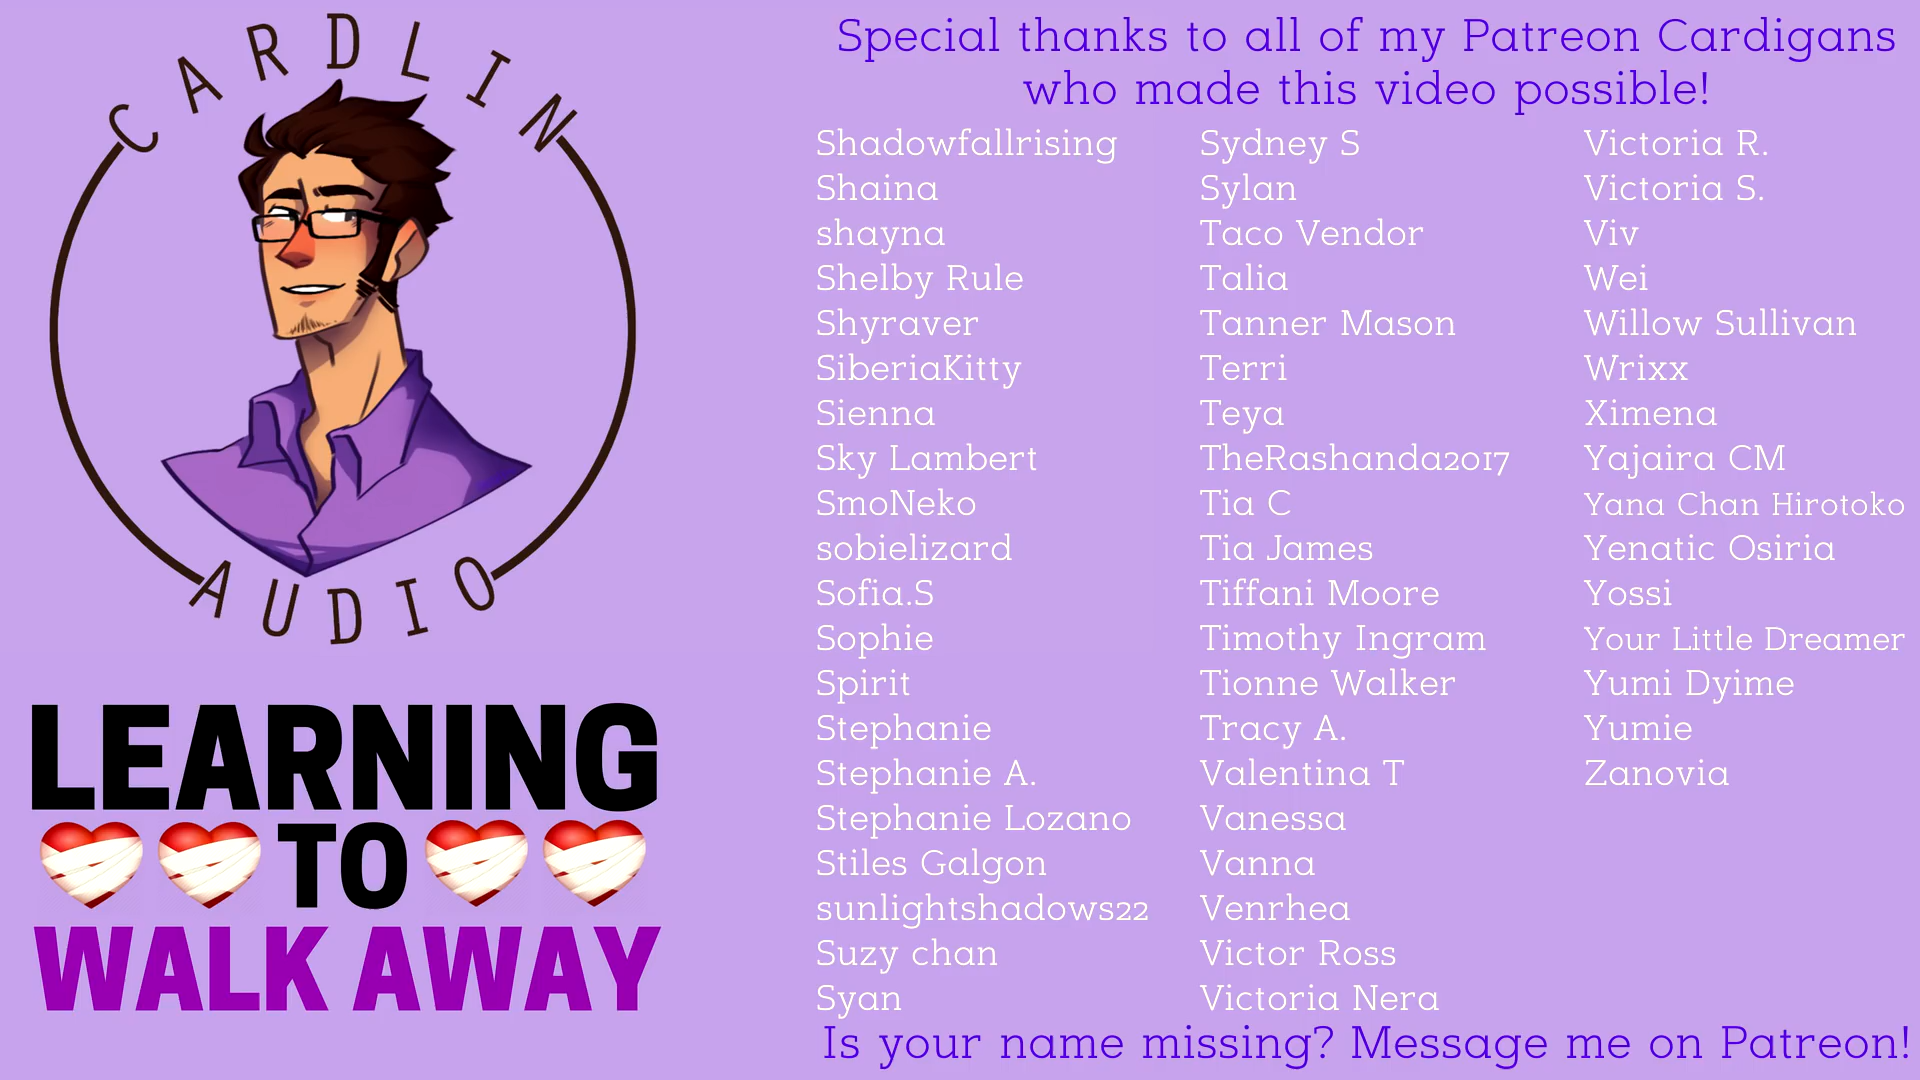 CARDLIN
AUDIO
LEARNING
TO
WALK AWAY
Special thanks to all of my Patreon Cardigans
who made this video possible!
Shadowfallrising
Shaina
shayna
Shelby Rule
Shyraver
SiberiaKitty
Sienna
Sky Lambert
SmoNeko
sobielizard
Sofia.S
Sophie
Spirit
Stephanie
Stephanie A.
Stephanie Lozano
Stiles Galgon
sunlightshadows22
Suzy chan
Syan
Sydney S
Sylan
Taco Vendor
Talia
Tanner Mason
Terri
Teya
TheRashanda2017
Tia C
Tia James
Tiffani Moore
Timothy Ingram
Tionne Walker
Tracy A.
Valentina T
Vanessa
Vanna
Venrhea
Victor Ross
Victoria Nera
Victoria R.
Victoria S.
Viv
Wei
Willow Sullivan
Wrixx
Ximena
Yajaira CM
Yana Chan Hirotoko
Yenatic Osiria
Yossi
Your Little Dreamer
Yumi Dyime
Yumie
Zanovia
Is your name missing? Message me on Patreon!